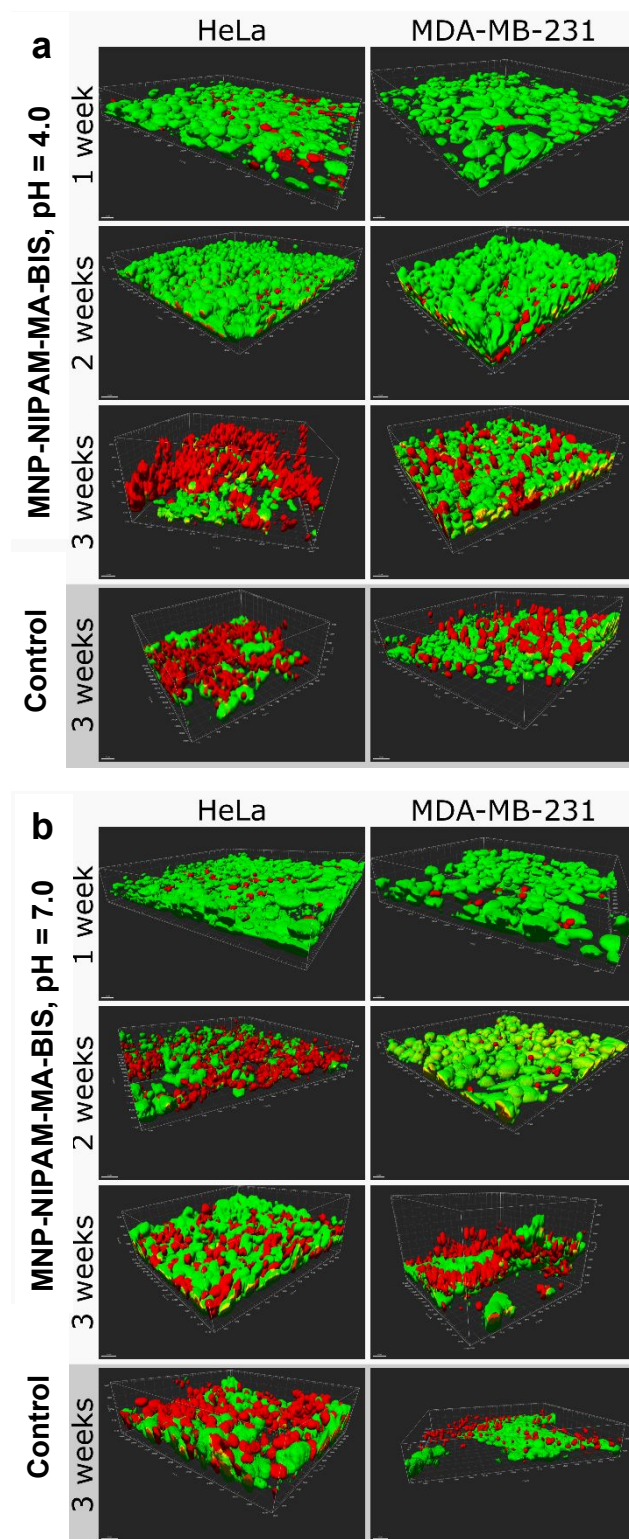 a
HeLa MDA-MB-231
MNP-NIPAM-MA-BIS, pH = 4.0
1 week
2 weeks
3 weeks
Control
3 weeks
b
HeLa MDA-MB-231
MNP-NIPAM-MA-BIS, pH = 7.0
1 week
2 weeks
3 weeks
Control
3 weeks